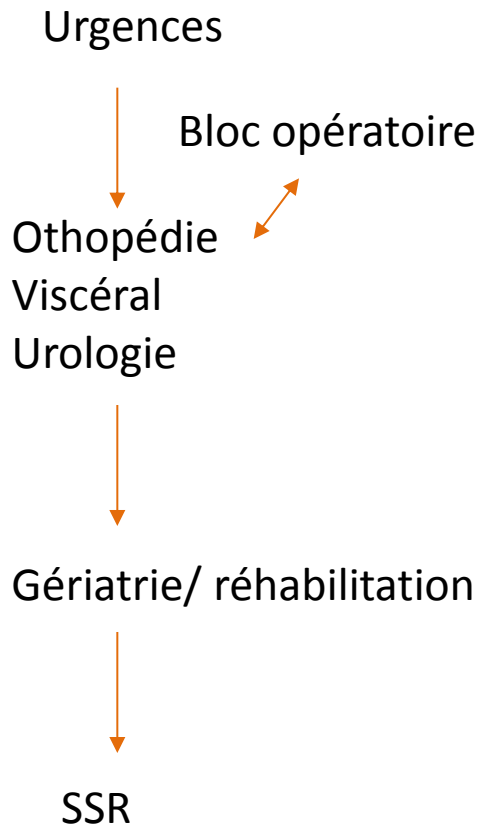 Urgences
Bloc opératoire
Othopédie
Viscéral
Urologie
Gériatrie/ réhabilitation
SSR